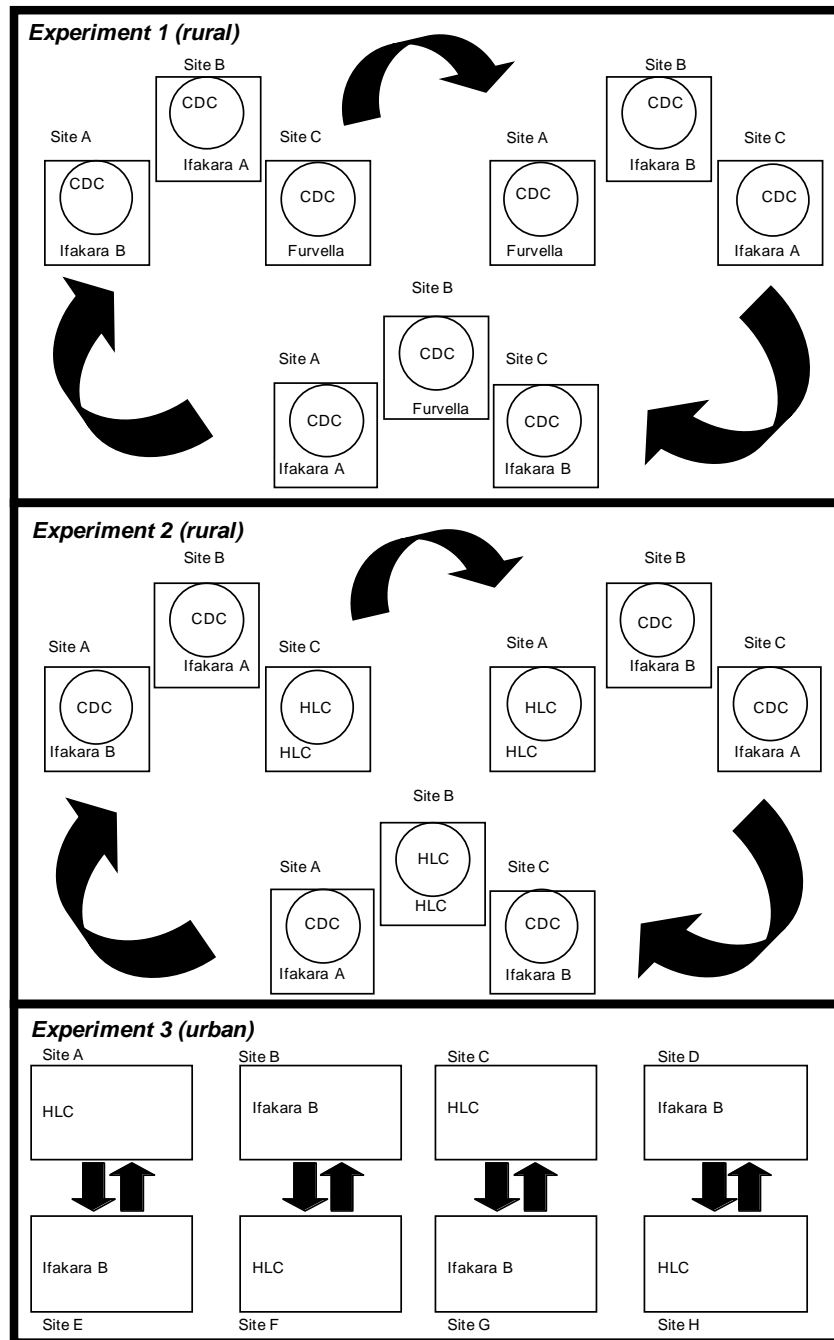 Experiment 1 (rural)
Site B
Site B
CDC
CDC
Site A
Ifakara A
Site C
Site A
Ifakara B
Site C
CDC
CDC
CDC
CDC
Ifakara B
Furvella
Furvella
Ifakara A
Site B
CDC
Site A
Site C
Furvella
CDC
CDC
Ifakara A
Ifakara B
Experiment 2 (rural)
Site B
Site B
CDC
CDC
Site A
Ifakara A
Site C
Site A
Ifakara B
Site C
CDC
HLC
HLC
CDC
Ifakara B
HLC
HLC
Ifakara A
Site B
HLC
Site A
Site C
HLC
CDC
CDC
Ifakara A
Ifakara B
Experiment 3 (urban)
Site A
Site B
Site C
Site D
HLC
Ifakara B
HLC
Ifakara B
Ifakara B
HLC
Ifakara B
HLC
Site E
Site F
Site G
Site H